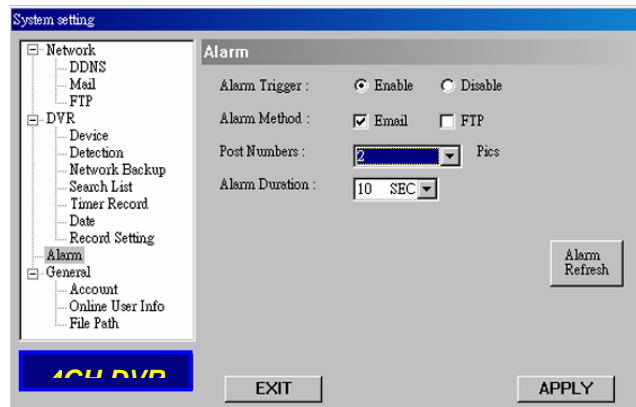 System setting
Network
DDNS
Mail
FTP
DVR
Device
Detection
Network Backup
Search List
Timer Record
Date
Record Setting
Alarm
General
Account
Online User Info
File Path
4CH DVR
Alarm
Alarm Trigger :
Enable
Disable
Alarm Method :
Email
FTP
Post Numbers :
2
Pics
Alarm Duration :
10 SEC
Alarm
Refresh
EXIT
APPLY